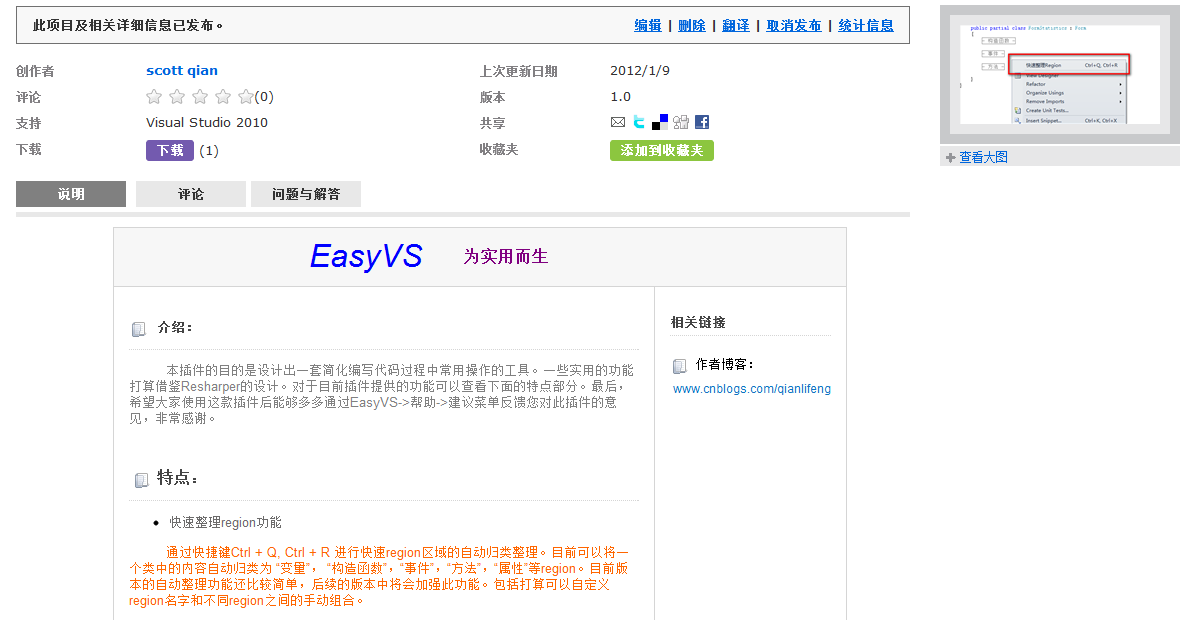 此项目及相关详细信息已发布。
编辑 | 删除 | 翻译 | 取消发布 | 统计信息
创作者 scott qian 上次更新日期 2012/1/9
评论 (0) 版本 1.0
支持 Visual Studio 2010 共享
下载 下载 (1) 收藏夹 添加到收藏夹
public partial class FormStatistics : Form
{
构造函数
事件
方法
}
快速整理Region Ctrl+Q, Ctrl+R
View Designer
Refactor
Organize Usings
Remove Imports
Create Unit Tests...
Insert Snippet... Ctrl+K, Ctrl+X
查看大图
说明 评论 问题与解答
EasyVS 为实用而生
介绍：
本插件的目的是设计出一套简化编写代码过程中常用操作的工具。一些实用的功能
打算借鉴Resharper的设计。对于目前插件提供的功能可以查看下面的特点部分。最后，
希望大家使用这款插件后能够多多通过EasyVS->帮助->建议菜单反馈您对此插件的意
见，非常感谢。
特点：
• 快速整理region功能
通过快捷键Ctrl + Q, Ctrl + R 进行快速region区域的自动归类整理。目前可以将一
个类中的内容自动归类为 “变量”， “构造函数”，“事件”，“方法”，“属性”等region。目前版
本的自动整理功能还比较简单，后续的版本中将会加强此功能。包括打算可以自定义
region名字和不同region之间的手动组合。
相关链接
作者博客：
www.cnblogs.com/qianlifeng